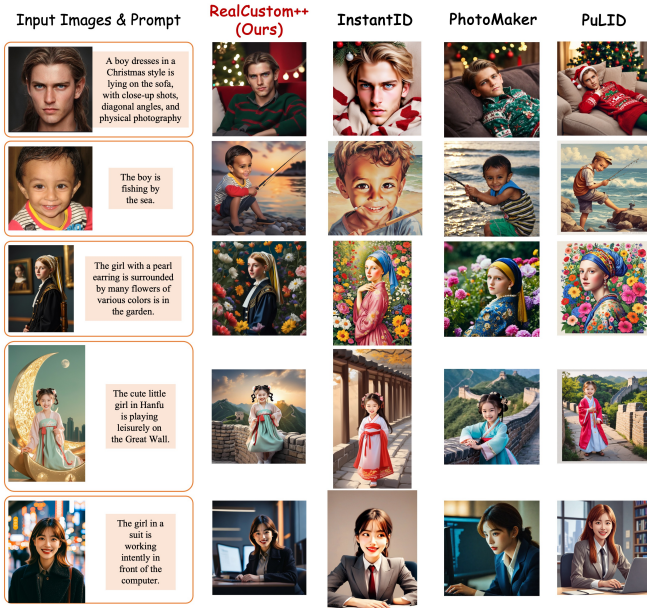 Input Images & Prompt
RealCustom++
(Ours)
InstantID
PhotoMaker
PuLID
A boy dresses in a
Christmas style is
lying on the sofa,
with close-up shots,
diagonal angles, and
physical photography
The boy is
fishing by
the sea.
The girl with a pearl
earring is surrounded
by many flowers of
various colors is in
the garden.
The cute little
girl in Hanfu
is playing
leisurely on
the Great Wall.
The girl in a
suit is
working
intently in
front of the
computer.